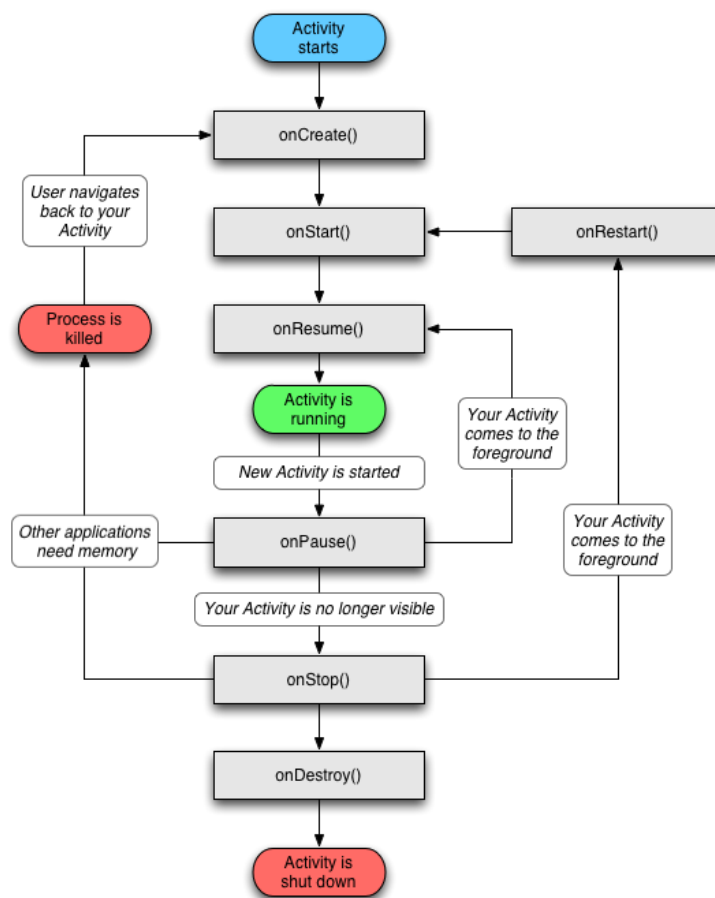 Activity
starts
onCreate()
User navigates
back to your
Activity
onStart()
onRestart()
Process is
killed
onResume()
Activity is
running
Your Activity
comes to the
foreground
New Activity is started
Other applications
need memory
onPause()
Your Activity
comes to the
foreground
Your Activity is no longer visible
onStop()
onDestroy()
Activity is
shut down